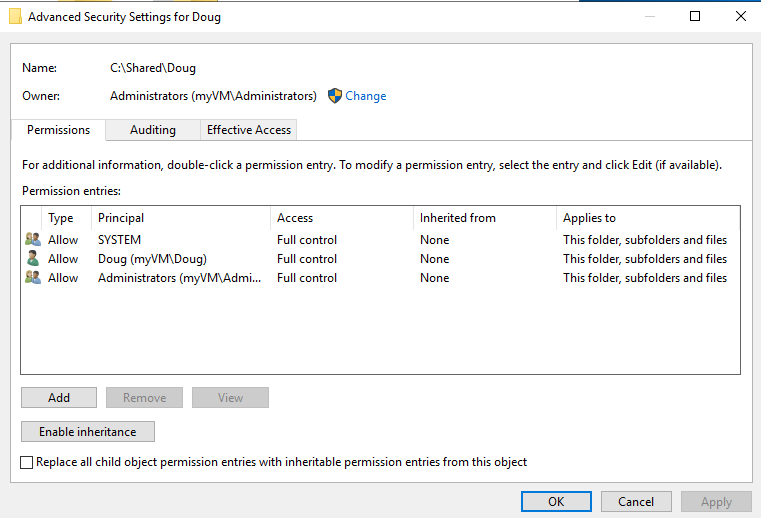 Advanced Security Settings for Doug
Name: C:\Shared\Doug
Owner: Administrators (myVM\Administrators) Change
Permissions Auditing Effective Access
For additional information, double-click a permission entry. To modify a permission entry, select the entry and click Edit (if available).
Permission entries:
Type Principal Access Inherited from Applies to
Allow SYSTEM Full control None This folder, subfolders and files
Allow Doug (myVM\Doug) Full control None This folder, subfolders and files
Allow Administrators (myVM\Admi... Full control None This folder, subfolders and files
Add Remove View
Enable inheritance
Replace all child object permission entries with inheritable permission entries from this object
OK Cancel Apply